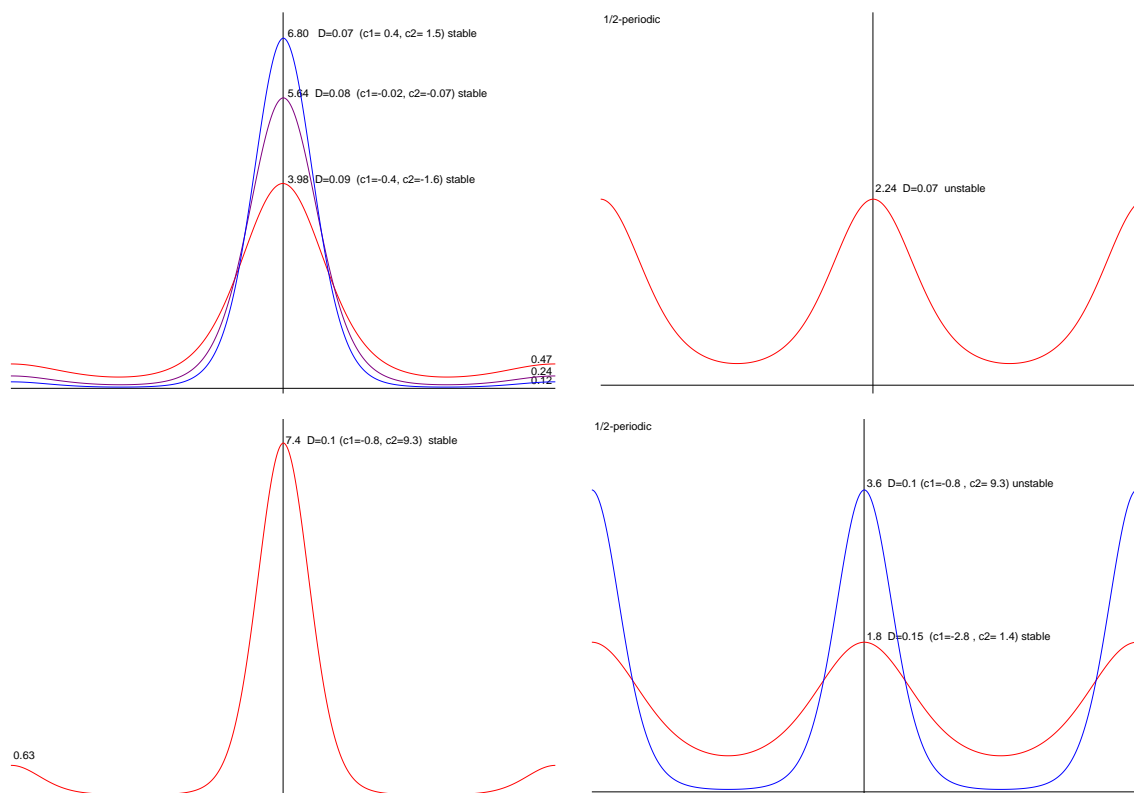 6.80 D=0.07 (c1= 0.4, c2= 1.5) stable
5.64 D=0.08 (c1=-0.02, c2=-0.07) stable
3.98 D=0.09 (c1=-0.4, c2=-1.6) stable
0.47
0.24
0.12
1/2-periodic
2.24 D=0.07 unstable
7.4 D=0.1 (c1=-0.8, c2=9.3) stable
0.63
1/2-periodic
3.6 D=0.1 (c1=-0.8 , c2= 9.3) unstable
1.8 D=0.15 (c1=-2.8 , c2= 1.4) stable